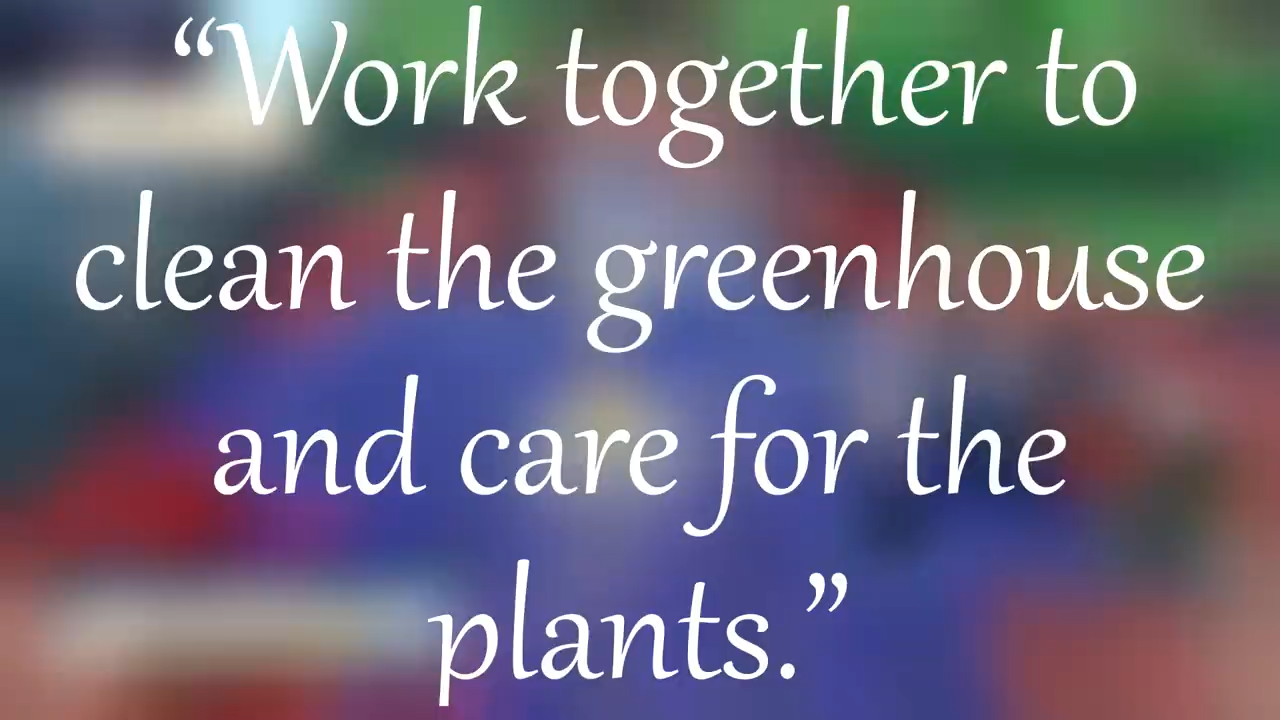 “Work together to
clean the greenhouse
and care for the
plants.”